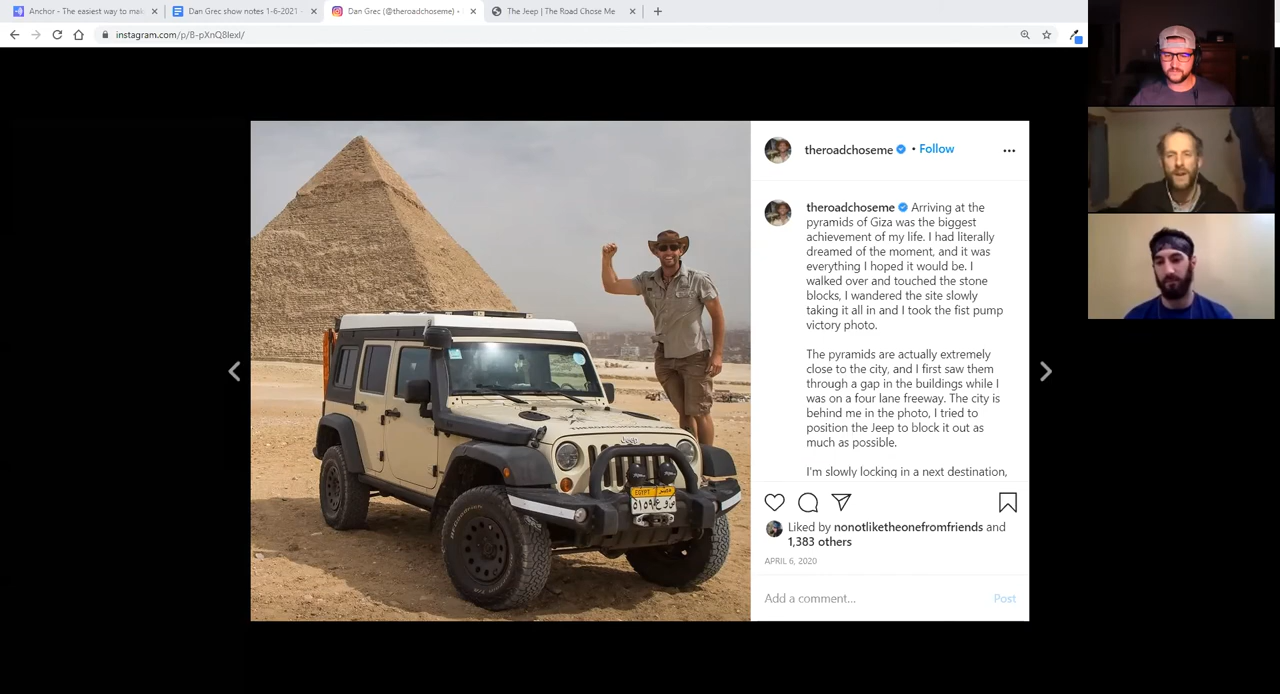 Anchor - The easiest way to mak
Dan Grec show notes 1-6-2021 -
Dan Grec (@theroadchoseme) •
The Jeep | The Road Chose Me
instagram.com/p/B-pXnQ8lexI/
theroadchoseme • Follow
theroadchoseme Arriving at the
pyramids of Giza was the biggest
achievement of my life. I had literally
dreamed of the moment, and it was
everything I hoped it would be. I
walked over and touched the stone
blocks, I wandered the site slowly
taking it all in and I took the fist pump
victory photo.
The pyramids are actually extremely
close to the city, and I first saw them
through a gap in the buildings while I
was on a four lane freeway. The city is
behind me in the photo, I tried to
position the Jeep to block it out as
much as possible.
I'm slowly locking in a next destination,
Liked by nonotliketheonefromfriends and
1,383 others
APRIL 6, 2020
Add a comment...
Post
Jeep
EGYPT مصر